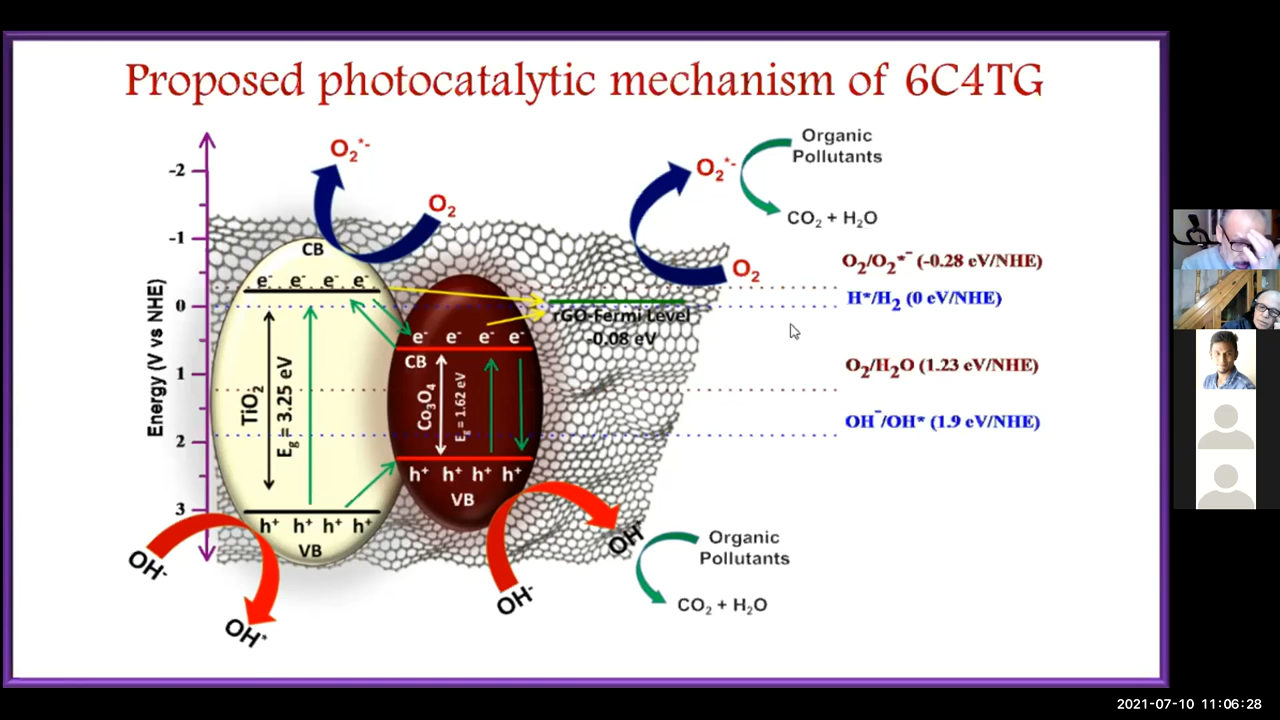 Proposed photocatalytic mechanism of 6C4TG
Energy (V vs NHE)
-2
-1
0
1
2
3
O₂*-
O₂
CB
e⁻ e⁻ e⁻ e⁻
TiO₂
Eg = 3.25 eV
h⁺ h⁺ h⁺ h⁺
VB
OH-
OH*
e⁻ e⁻ e⁻ e⁻
CB
Co₃O₄
Eg = 1.62 eV
h⁺ h⁺ h⁺ h⁺
VB
OH-
OH
rGO-Fermi Level
-0.08 eV
O₂*-
O₂
Organic
Pollutants
CO₂ + H₂O
O₂/O₂*⁻ (-0.28 eV/NHE)
H*/H₂ (0 eV/NHE)
O₂/H₂O (1.23 eV/NHE)
OH⁻/OH* (1.9 eV/NHE)
Organic
Pollutants
CO₂ + H₂O
2021-07-10 11:06:28